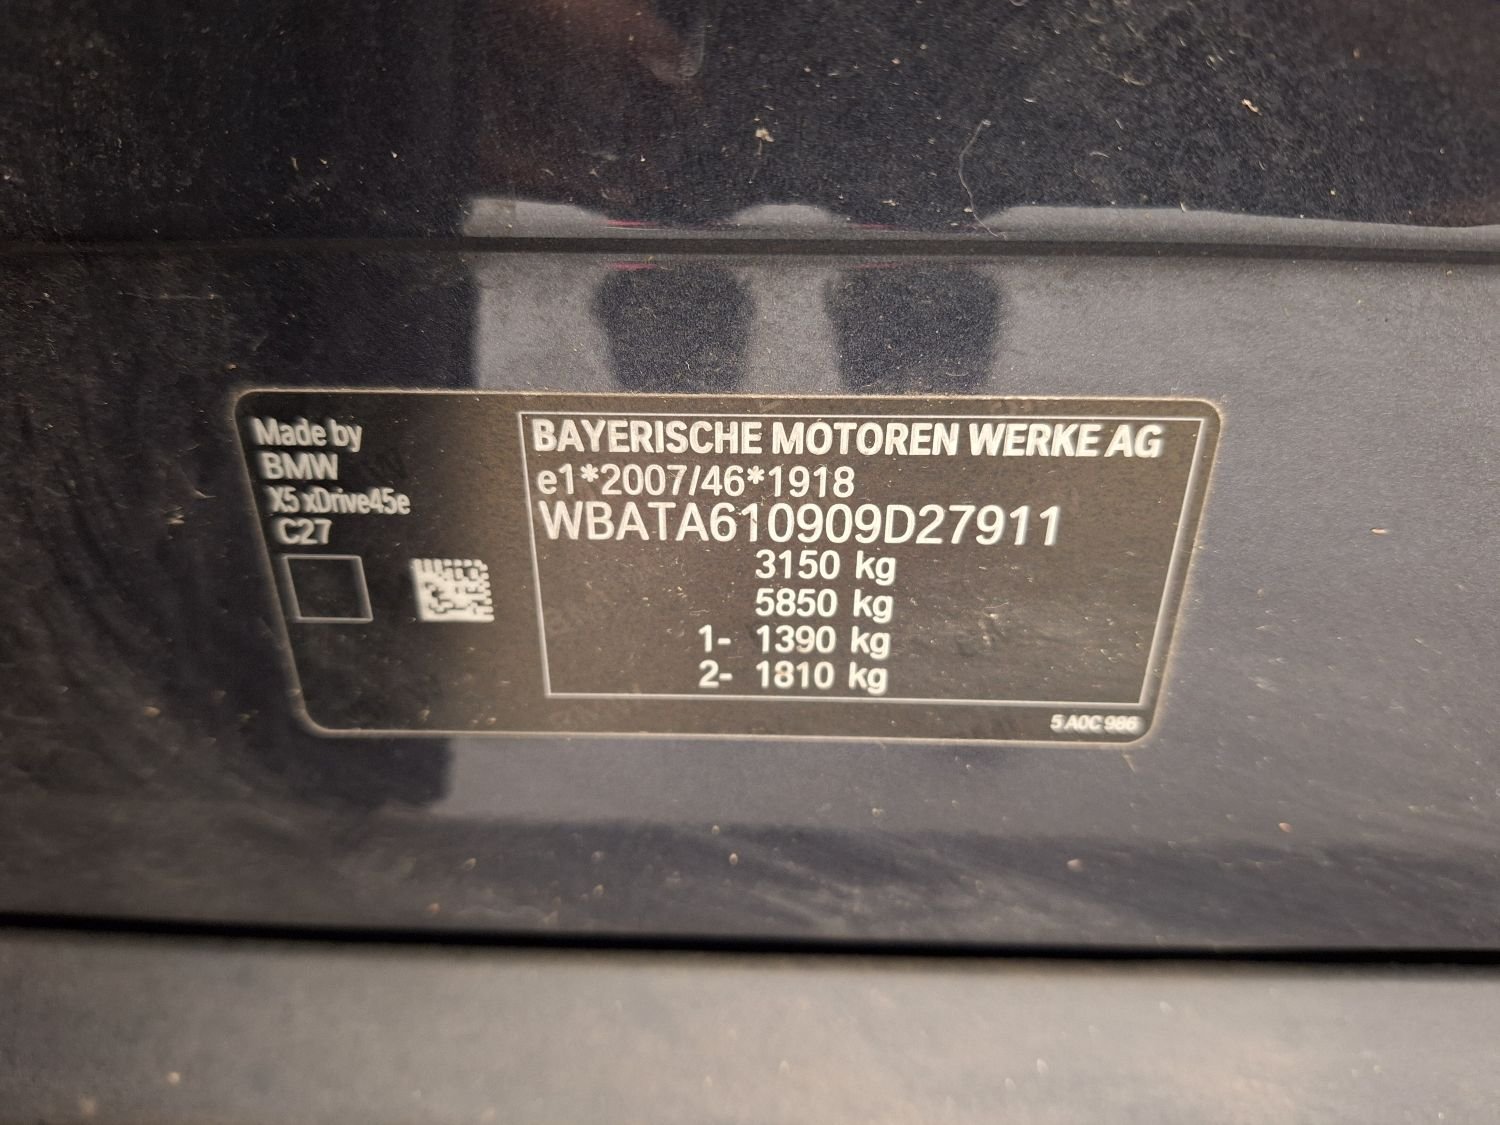 Made by
BMW
X5 xDrive45e
C27
BAYERISCHE MOTOREN WERKE AG
e1*2007/46*1918
WBATA610909D27911
3150 kg
5850 kg
1- 1390 kg
2- 1810 kg
5 A0C 986